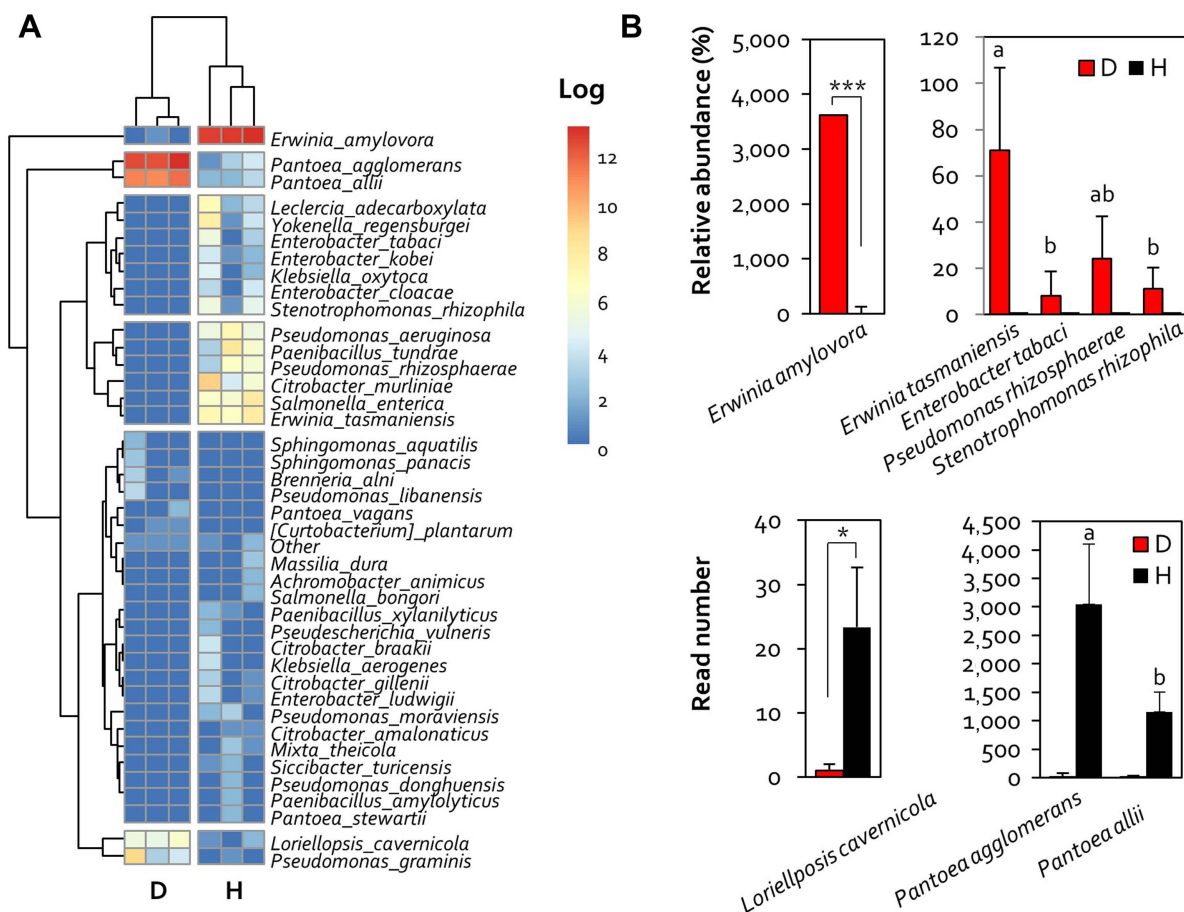 A
Log
12
10
8
6
4
2
0
Erwinia_amylovora
Pantoea_agglomerans
Pantoea_allii
Leclercia_adecarboxylata
Yokenella_regensburgei
Enterobacter_tabaci
Enterobacter_kobei
Klebsiella_oxytoca
Enterobacter_cloacae
Stenotrophomonas_rhizophila
Pseudomonas_aeruginosa
Paenibacillus_tundrae
Pseudomonas_rhizosphaerae
Citrobacter_murliniae
Salmonella_enterica
Erwinia_tasmaniensis
Sphingomonas_aquatilis
Sphingomonas_panacis
Brenneria_alni
Pseudomonas_libanensis
Pantoea_vagans
[Curtobacterium]_plantarum
Other
Massilia_dura
Achromobacter_animicus
Salmonella_bongori
Paenibacillus_xylanilyticus
Pseudescherichia_vulneris
Citrobacter_braakii
Klebsiella_aerogenes
Citrobacter_gillenii
Enterobacter_ludwigii
Pseudomonas_moraviensis
Citrobacter_amalonaticus
Mixta_theicola
Siccibacter_turicensis
Pseudomonas_donghuensis
Paenibacillus_amylolyticus
Pantoea_stewartii
Loriellopsis_cavernicola
Pseudomonas_graminis
D H
B
Relative abundance (%)
5,000
4,000
3,000
2,000
1,000
0
***
Erwinia amylovora
120
100
80
60
40
20
0
D H
a
b
ab
b
Erwinia tasmaniensis
Enterobacter tabaci
Pseudomonas rhizosphaerae
Stenotrophomonas rhizophila
Read number
40
30
20
10
0
*
Loriellposis cavernicola
4,500
4,000
3,500
3,000
2,500
2,000
1,500
1,000
500
0
D
H
a
b
Pantoea agglomerans
Pantoea allii